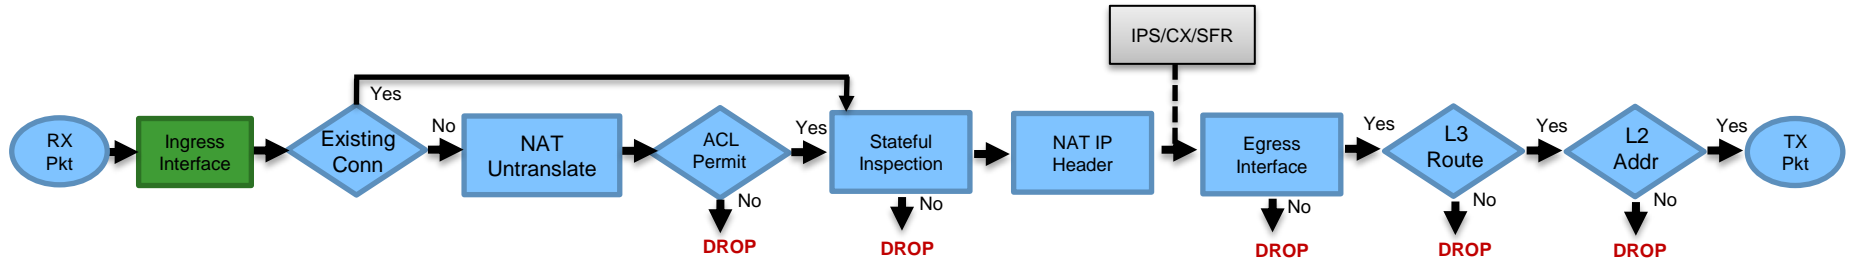 IPS/CX/SFR
Yes
RX
Pkt
Ingress
Interface
Existing
Conn
No
NAT
Untranslate
ACL
Permit
Yes
Stateful
Inspection
NAT IP
Header
Egress
Interface
Yes
L3
Route
Yes
L2
Addr
Yes
TX
Pkt
No
DROP
No
DROP
No
DROP
No
DROP
No
DROP